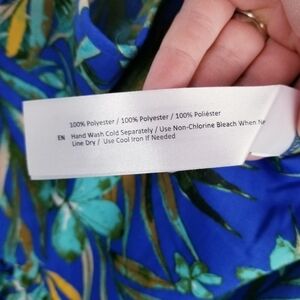 100% Polyester / 100% Polyester / 100% Poliéster
EN Hand Wash Cold Separately / Use Non-Chlorine Bleach When
Line Dry / Use Cool Iron If Needed